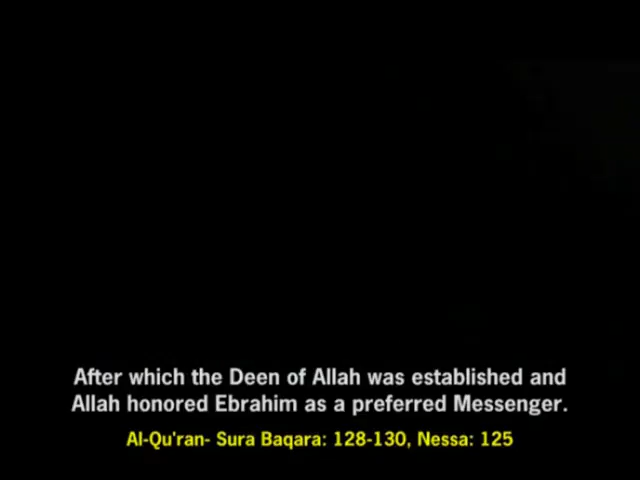 After which the Deen of Allah was established and
Allah honored Ebrahim as a preferred Messenger.
Al-Qu'ran- Sura Baqara: 128-130, Nessa: 125